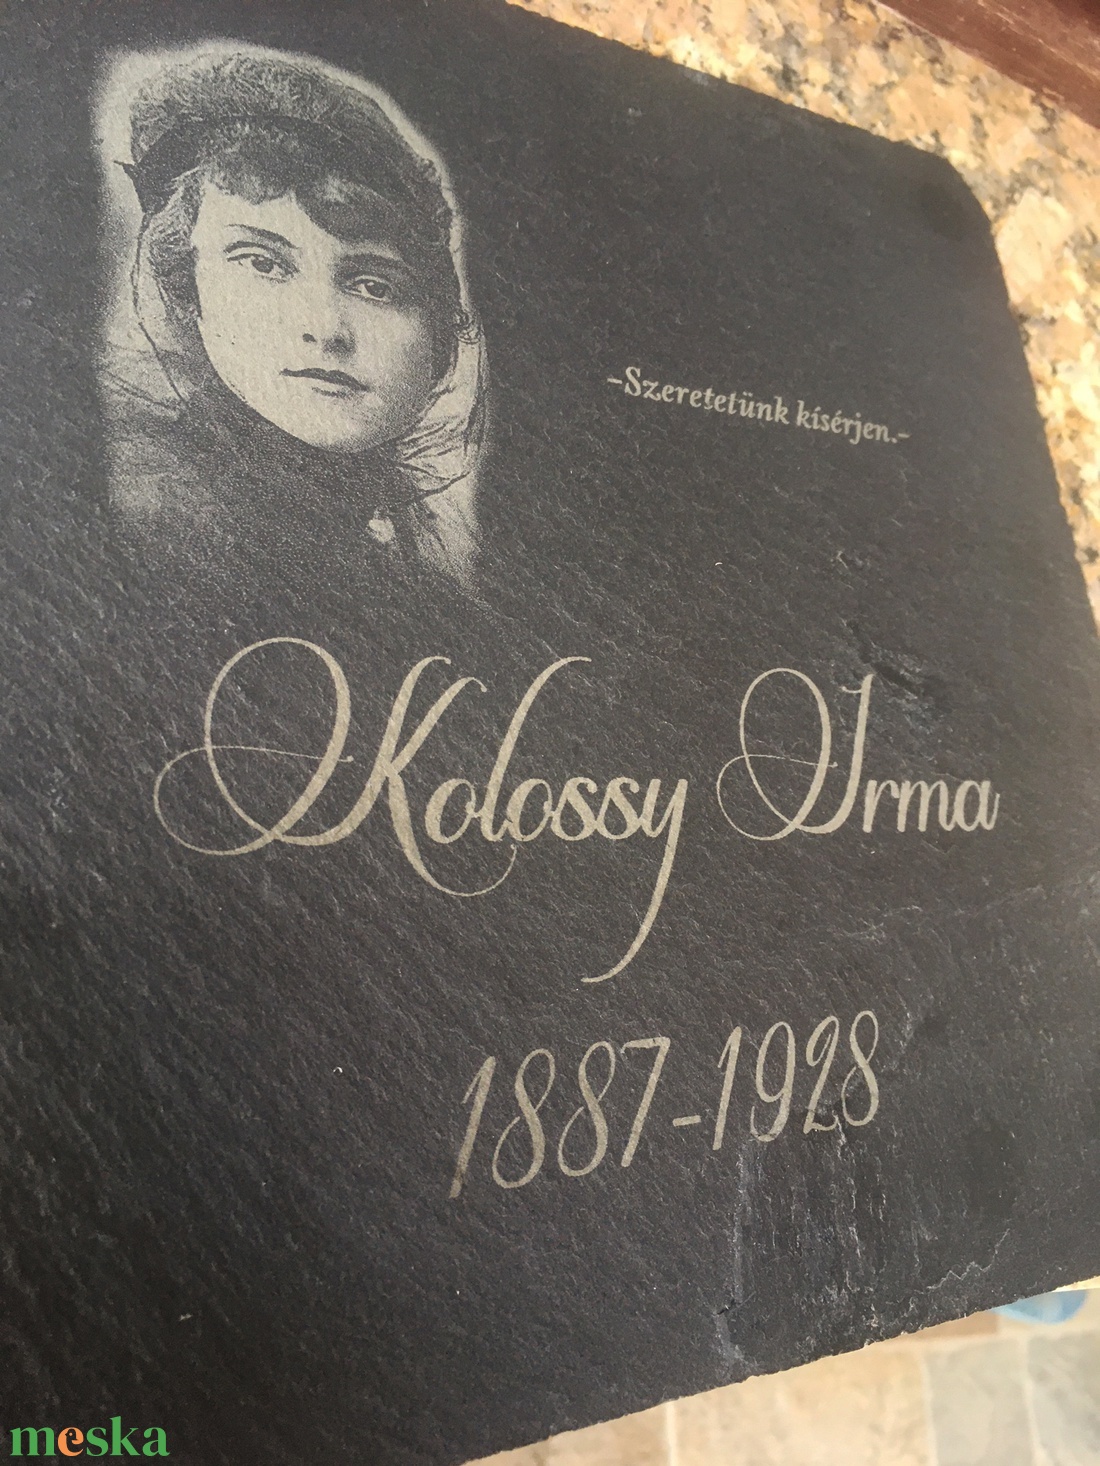 -Szeretetünk kísérjen.-
Kolossy Irma
1887-1928
meska